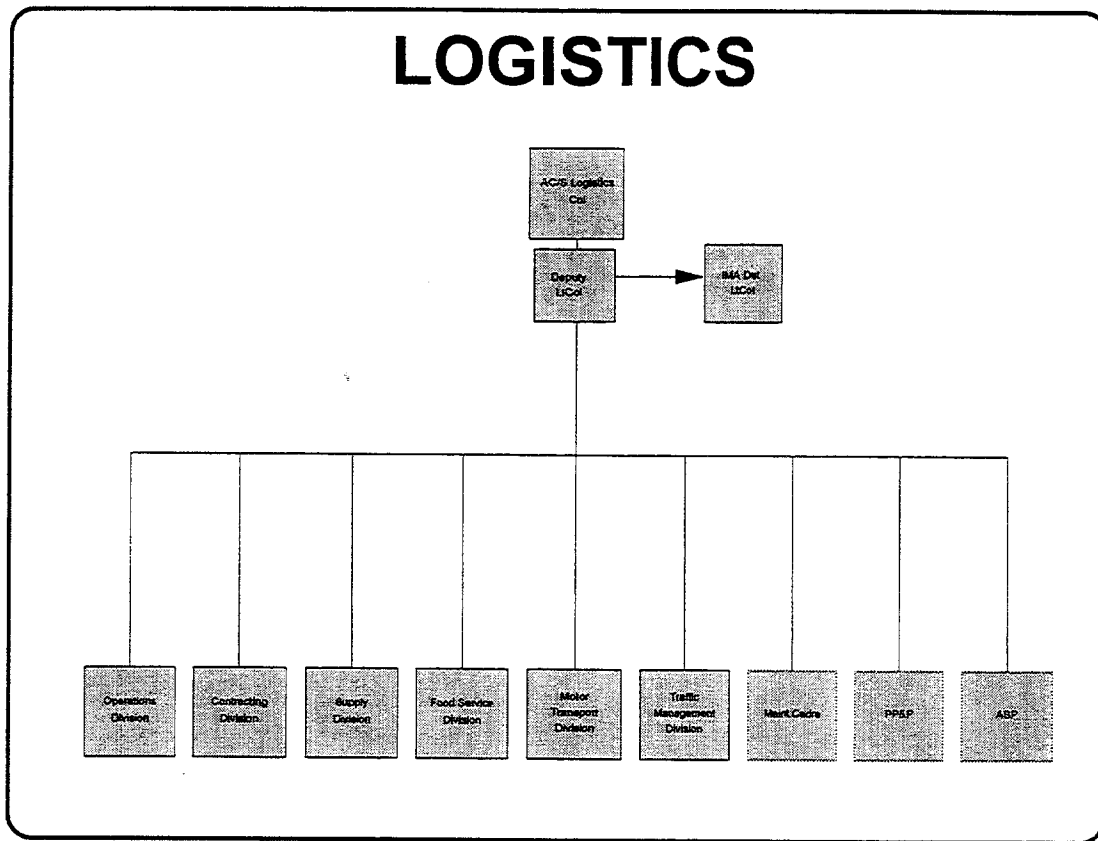 LOGISTICS
AC/S Logistics
Col
Deputy
LtCol
IMA Det
LtCol
Operations
Division
Contracting
Division
Supply
Division
Food Service
Division
Motor
Transport
Division
Traffic
Management
Division
Maint.Cadre
PP&P
ASP